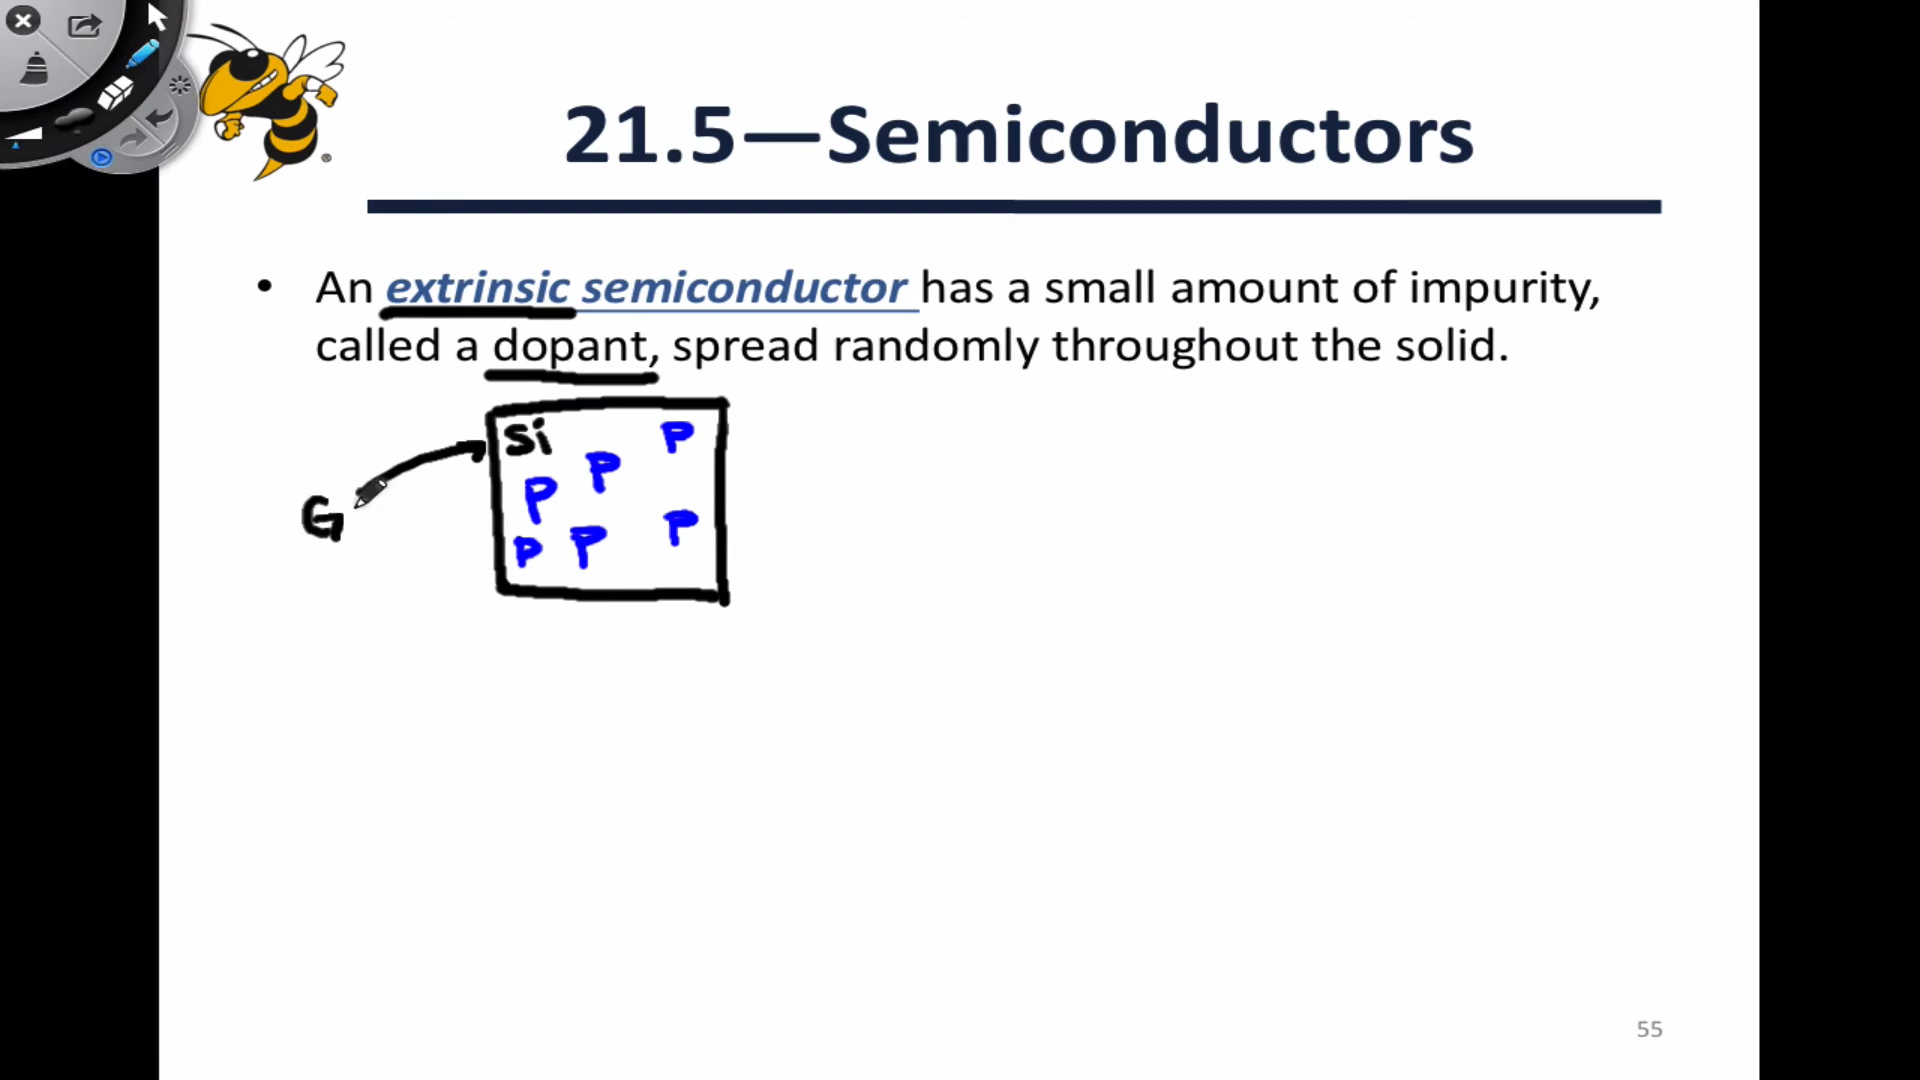 21.5—Semiconductors
• An extrinsic semiconductor has a small amount of impurity,
called a dopant, spread randomly throughout the solid.
Si P
P
P
G
P
P P
55